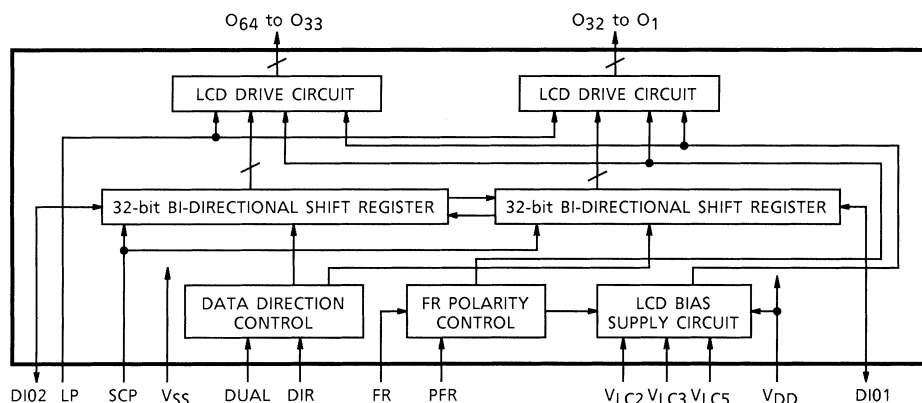 O64 to O33
O32 to O1
LCD DRIVE CIRCUIT
LCD DRIVE CIRCUIT
32-bit BI-DIRECTIONAL SHIFT REGISTER
32-bit BI-DIRECTIONAL SHIFT REGISTER
DATA DIRECTION
CONTROL
FR POLARITY
CONTROL
LCD BIAS
SUPPLY CIRCUIT
DI02 LP SCP VSS DUAL DIR FR PFR VLC2 VLC3 VLC5 VDD DI01